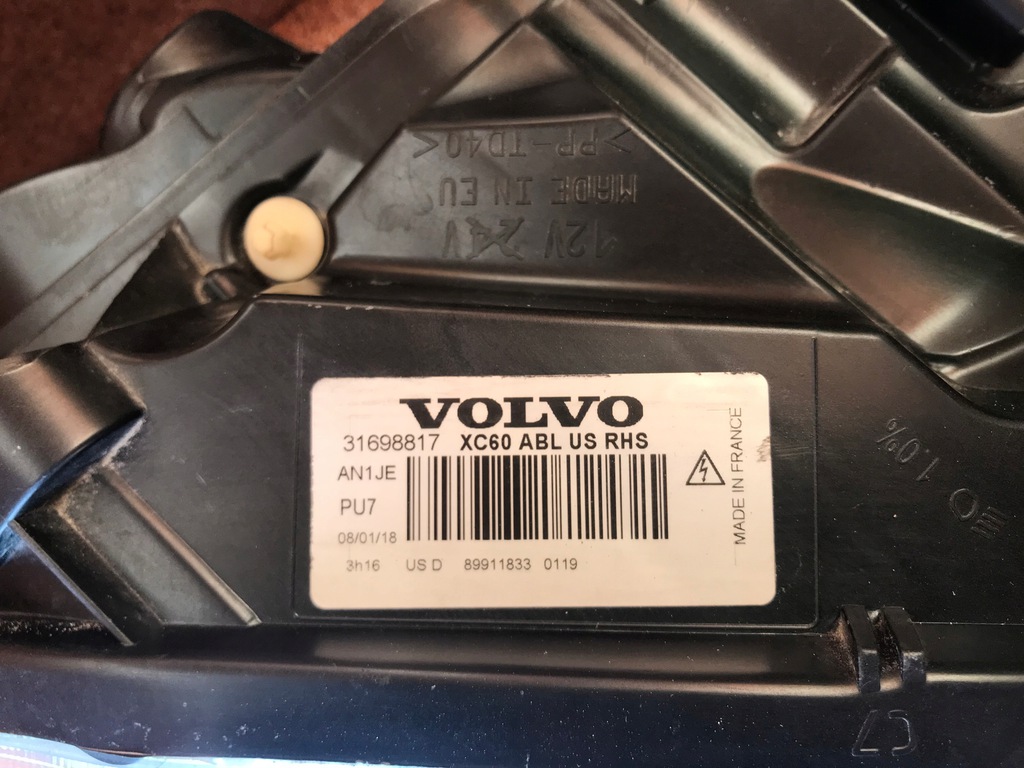 >PP-TD40<
MADE IN EU
12V 24V
VOLVO
31698817 XC60 ABL US RHS
AN1JE
PU7
08/01/18
3h16 US D 89911833 0119
MADE IN FRANCE
1.0%